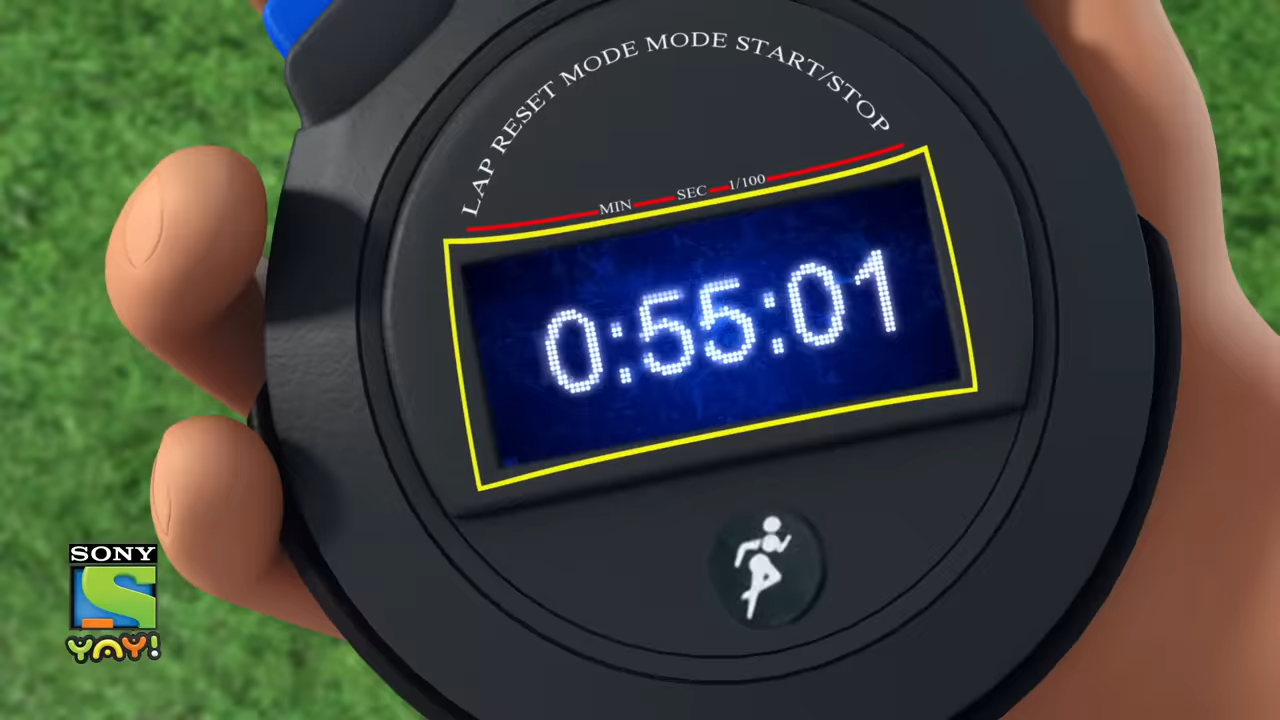 LAP RESET MODE MODE START/STOP
MIN SEC 1/100
0:55:01
SONY
YAY!